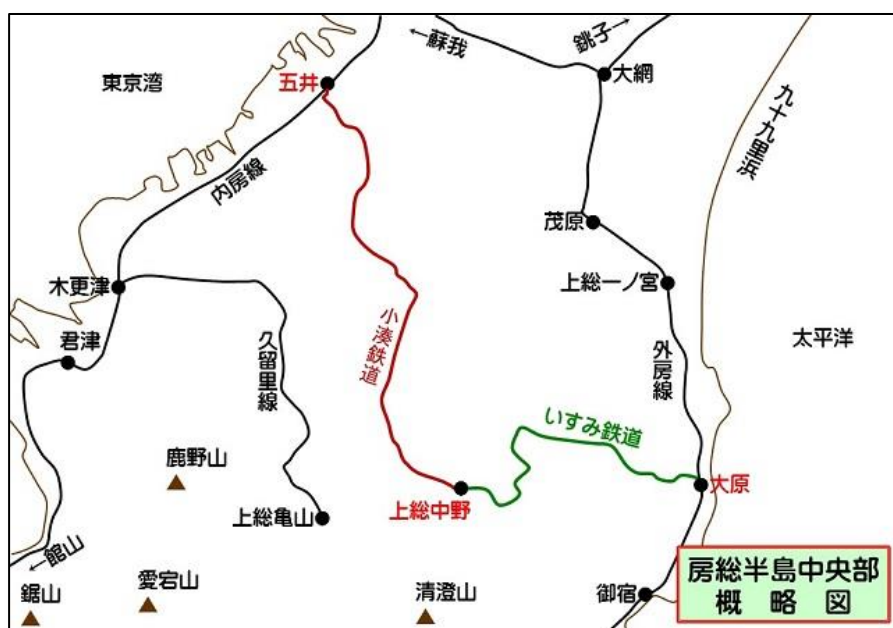 ←蘇我
銚子→
東京湾
五井
大網
九十九里浜
内房線
茂原
木更津
上総一ノ宮
小湊鉄道
君津
久留里線
外房線
太平洋
いすみ鉄道
鹿野山
上総中野
大原
上総亀山
←館山
鋸山
愛宕山
清澄山
御宿
房総半島中央部
概略図